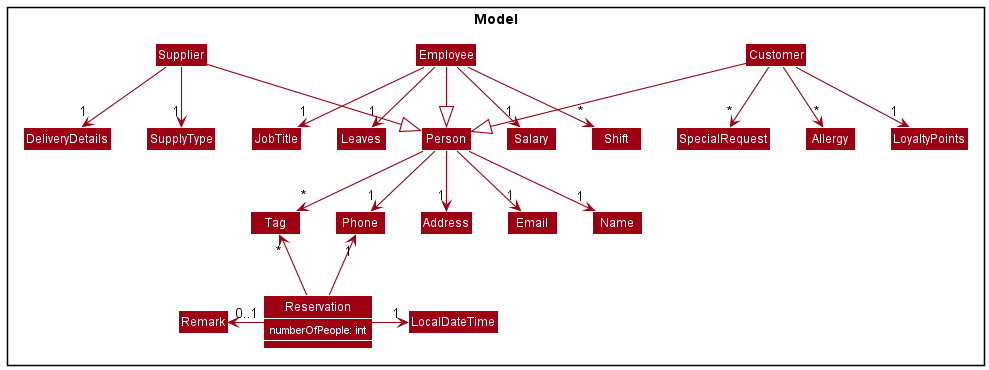 Model
Supplier
Employee
Customer
1
1
1
1
1
*
*
*
1
DeliveryDetails
SupplyType
JobTitle
Leaves
Person
Salary
Shift
SpecialRequest
Allergy
LoyaltyPoints
*
1
1
1
1
Tag
Phone
Address
Email
Name
*
1
Reservation
Remark
0..1
numberOfPeople: int
1
LocalDateTime